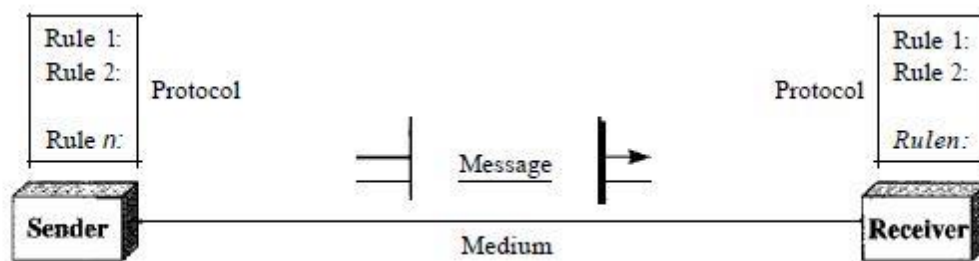 Rule 1:
Rule 2:
Protocol
Rule n:
Rule 1:
Rule 2:
Protocol
Rulen:
Message
Sender
Receiver
Medium